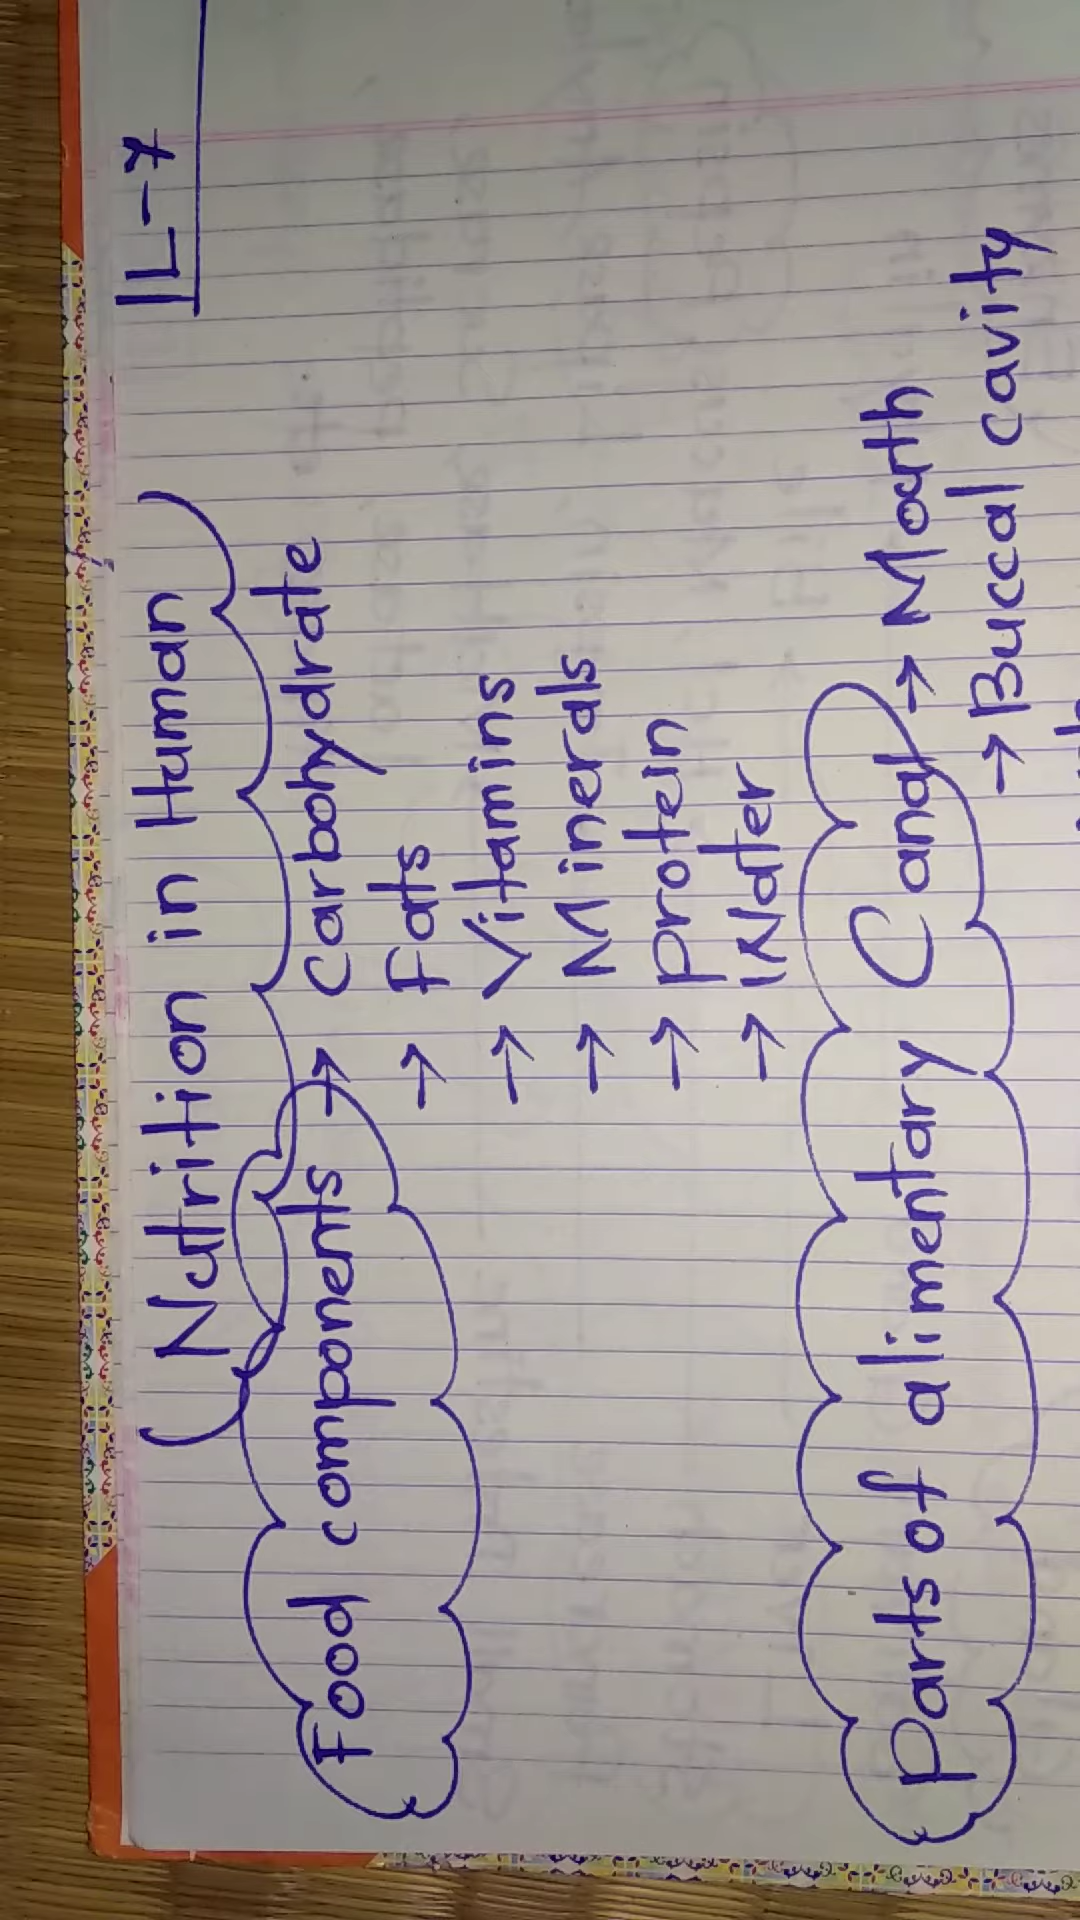 L-7
Nutrition in Human
Food components → carbohydrate
→ Fats
→ Vitamins
→ Minerals
→ protein
→ Water
Parts of alimentary Canal → Mouth
→ Buccal cavity